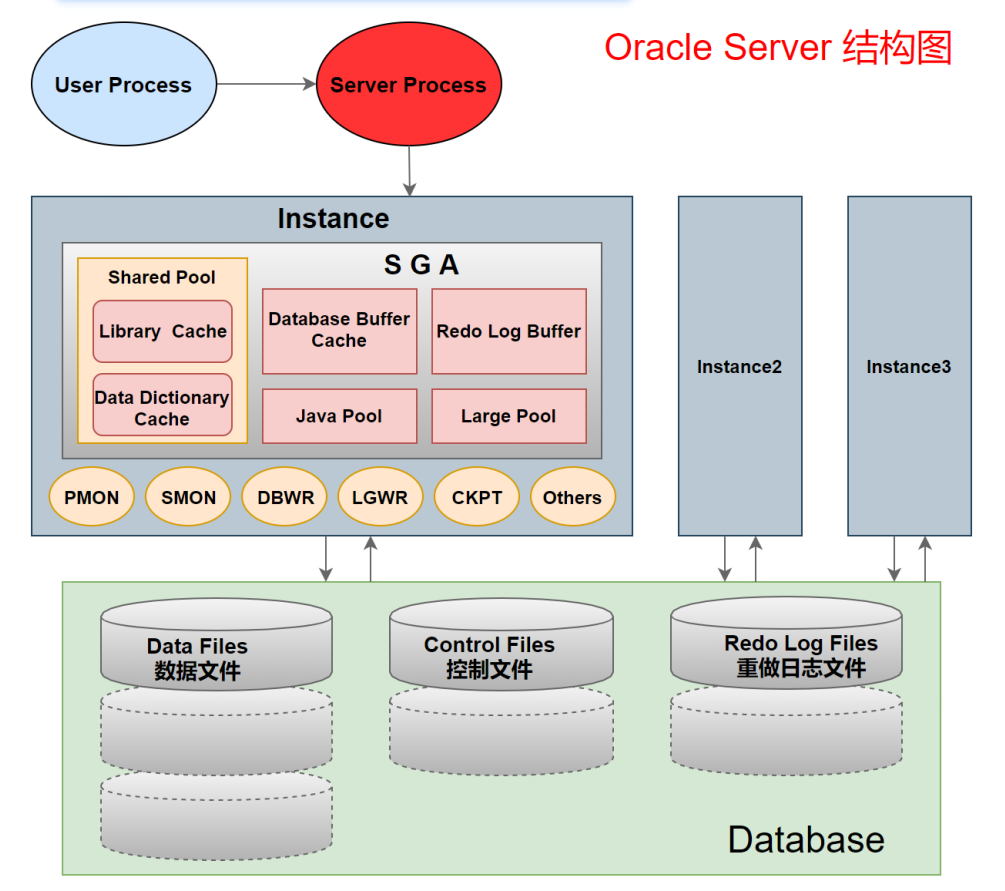 Oracle Server 结构图
User Process
Server Process
Instance
S G A
Shared Pool
Library Cache
Data Dictionary
Cache
Database Buffer
Cache
Redo Log Buffer
Java Pool
Large Pool
PMON
SMON
DBWR
LGWR
CKPT
Others
Instance2
Instance3
Data Files
数据文件
Control Files
控制文件
Redo Log Files
重做日志文件
Database